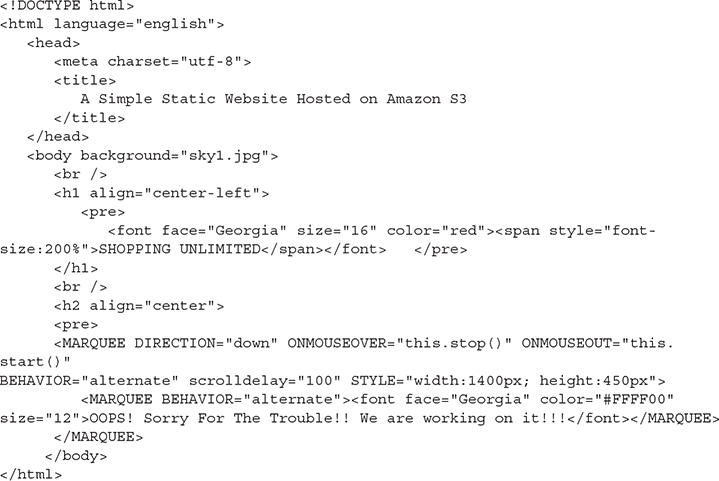 <!DOCTYPE html>
<html language="english">
<head>
<meta charset="utf-8">
<title>
A Simple Static Website Hosted on Amazon S3
</title>
</head>
<body background="sky1.jpg">
<br />
<h1 align="center-left">
<pre>
<font face="Georgia" size="16" color="red"><span style="font-
size:200%">SHOPPING UNLIMITED</span></font>   </pre>
</h1>
<br />
<h2 align="center">
<pre>
<MARQUEE DIRECTION="down" ONMOUSEOVER="this.stop()" ONMOUSEOUT="this.
start()"
BEHAVIOR="alternate" scrolldelay="100" STYLE="width:1400px; height:450px">
<MARQUEE BEHAVIOR="alternate"><font face="Georgia" color="#FFFF00"
size="12">OOPS! Sorry For The Trouble!! We are working on it!!!</font></MARQUEE>
</MARQUEE>
</body>
</html>